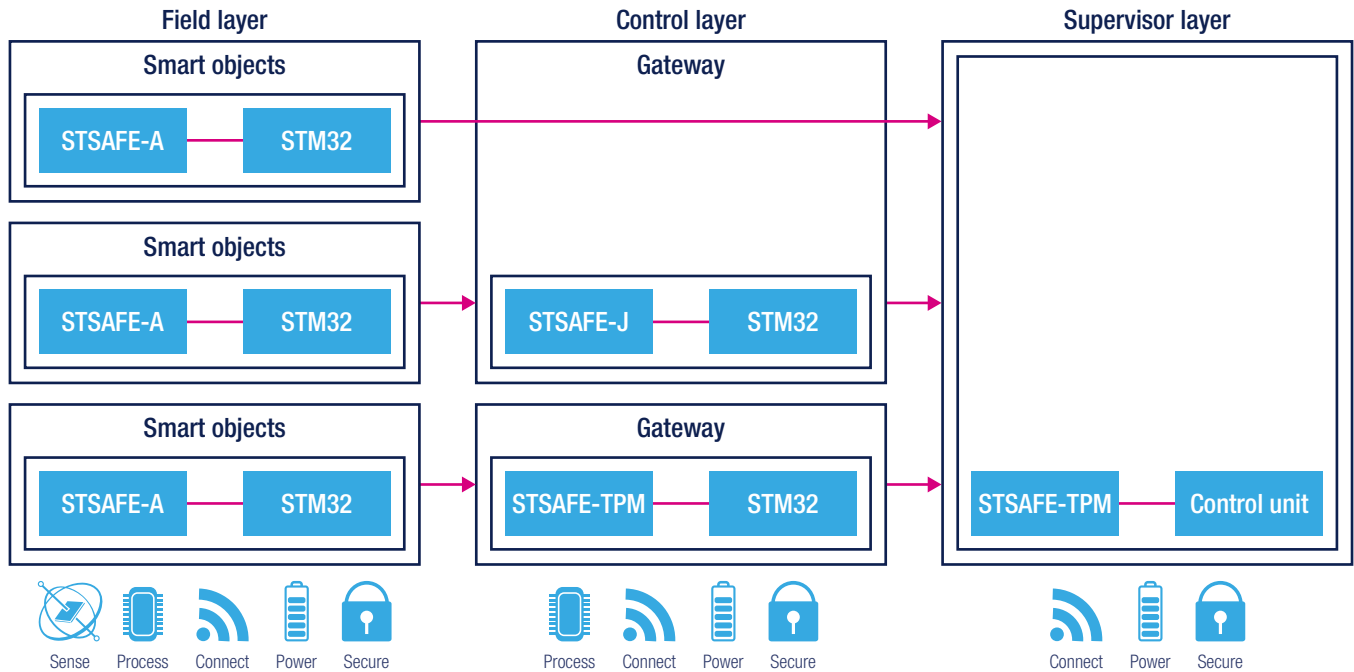 Field layer
Control layer
Supervisor layer
Smart objects
Gateway
STSAFE-A
STM32
Smart objects
STSAFE-A
STM32
STSAFE-J
STM32
Smart objects
Gateway
STSAFE-A
STM32
STSAFE-TPM
STM32
STSAFE-TPM
Control unit
Sense
Process
Connect
Power
Secure
Process
Connect
Power
Secure
Connect
Power
Secure